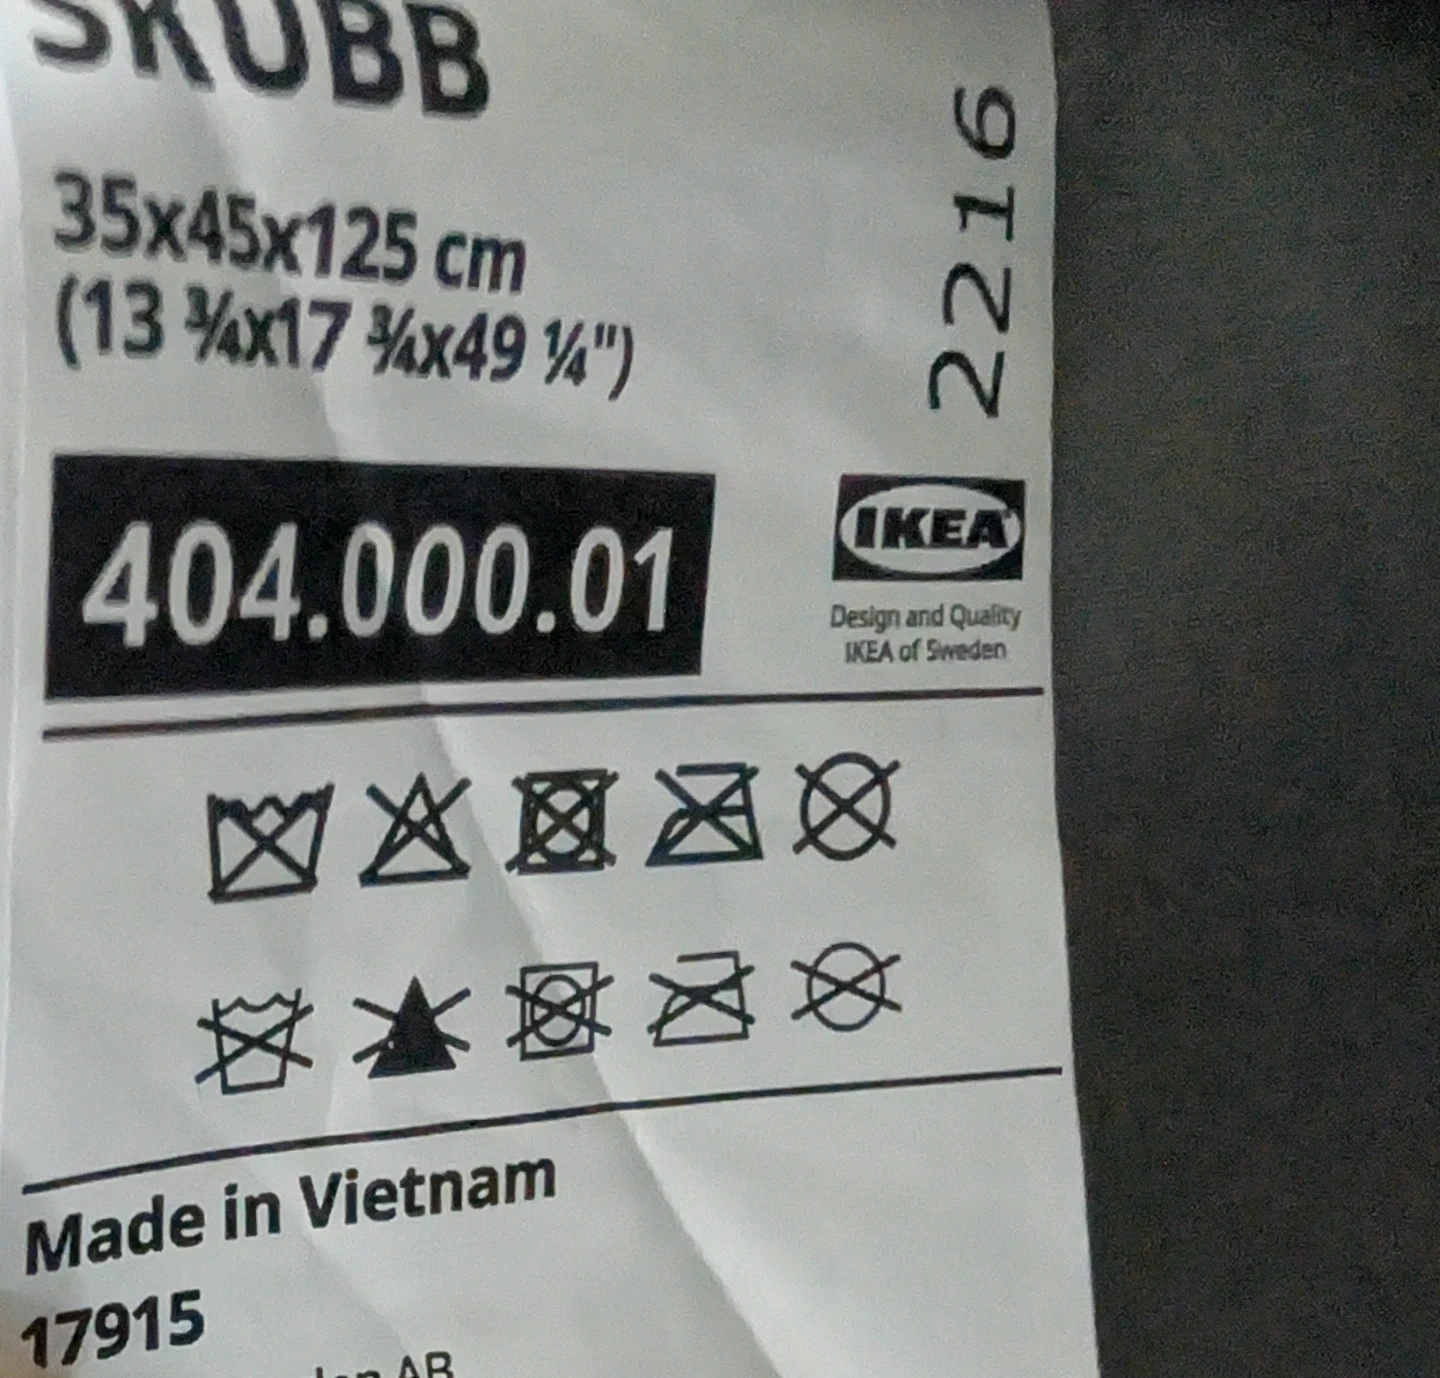 SKUBB
35x45x125 cm
(13 ¾x17 ¾x49 ¼")
2216
404.000.01
IKEA
Design and Quality
IKEA of Sweden
Made in Vietnam
17915
AB